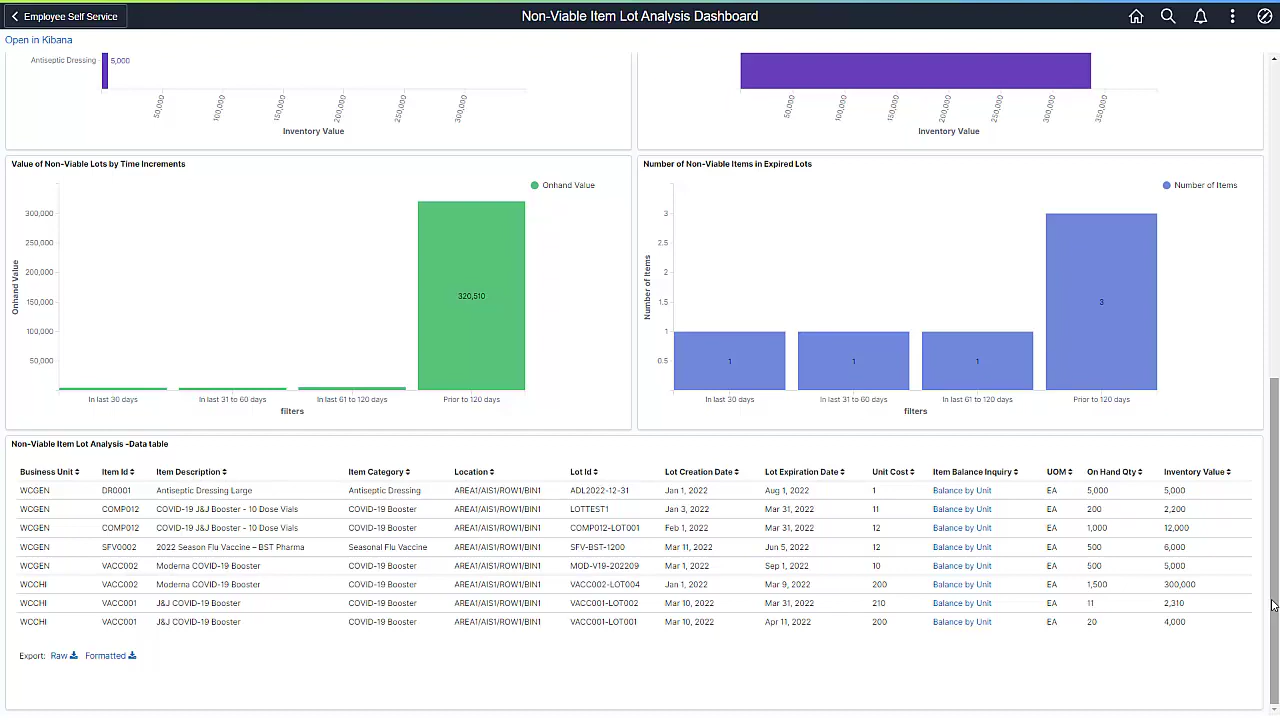 Employee Self Service
Non-Viable Item Lot Analysis Dashboard
Open in Kibana
Antiseptic Dressing
5,000
50,000 100,000 150,000 200,000 250,000 300,000
Inventory Value
50,000 100,000 150,000 200,000 250,000 300,000 350,000
Inventory Value
Value of Non-Viable Lots by Time Increments
Onhand Value
300,000
250,000
200,000
150,000
100,000
50,000
Onhand Value
320,510
In last 30 days In last 31 to 60 days In last 61 to 120 days Prior to 120 days
filters
Number of Non-Viable Items in Expired Lots
Number of Items
3
2.5
2
1.5
1
0.5
Number of Items
1 1 1 3
In last 30 days In last 31 to 60 days In last 61 to 120 days Prior to 120 days
filters
Non-Viable Item Lot Analysis -Data table
Business Unit Item Id Item Description Item Category Location Lot Id Lot Creation Date Lot Expiration Date Unit Cost Item Balance Inquiry UOM On Hand Qty Inventory Value
WCGEN DR0001 Antiseptic Dressing Large Antiseptic Dressing AREA1/AIS1/ROW1/BIN1 ADL2022-12-31 Jan 1, 2022 Aug 1, 2022 1 Balance by Unit EA 5,000 5,000
WCGEN COMP012 COVID-19 J&J Booster - 10 Dose Vials COVID-19 Booster AREA1/AIS1/ROW1/BIN1 LOTTEST1 Jan 3, 2022 Mar 31, 2022 11 Balance by Unit EA 200 2,200
WCGEN COMP012 COVID-19 J&J Booster - 10 Dose Vials COVID-19 Booster AREA1/AIS1/ROW1/BIN1 COMP012-LOT001 Feb 1, 2022 Mar 31, 2022 12 Balance by Unit EA 1,000 12,000
WCGEN SFV0002 2022 Season Flu Vaccine – BST Pharma Seasonal Flu Vaccine AREA1/AIS1/ROW1/BIN1 SFV-BST-1200 Mar 11, 2022 Jun 5, 2022 12 Balance by Unit EA 500 6,000
WCGEN VACC002 Moderna COVID-19 Booster COVID-19 Booster AREA1/AIS1/ROW1/BIN1 MOD-V19-202209 Mar 1, 2022 Sep 1, 2022 10 Balance by Unit EA 500 5,000
WCCHI VACC002 Moderna COVID-19 Booster COVID-19 Booster AREA1/AIS1/ROW1/BIN1 VACC002-LOT004 Jan 1, 2022 Mar 9, 2022 200 Balance by Unit EA 1,500 300,000
WCCHI VACC001 J&J COVID-19 Booster COVID-19 Booster AREA1/AIS1/ROW1/BIN1 VACC001-LOT002 Mar 10, 2022 Mar 31, 2022 210 Balance by Unit EA 11 2,310
WCCHI VACC001 J&J COVID-19 Booster COVID-19 Booster AREA1/AIS1/ROW1/BIN1 VACC001-LOT001 Mar 10, 2022 Apr 11, 2022 200 Balance by Unit EA 20 4,000
Export: Raw Formatted